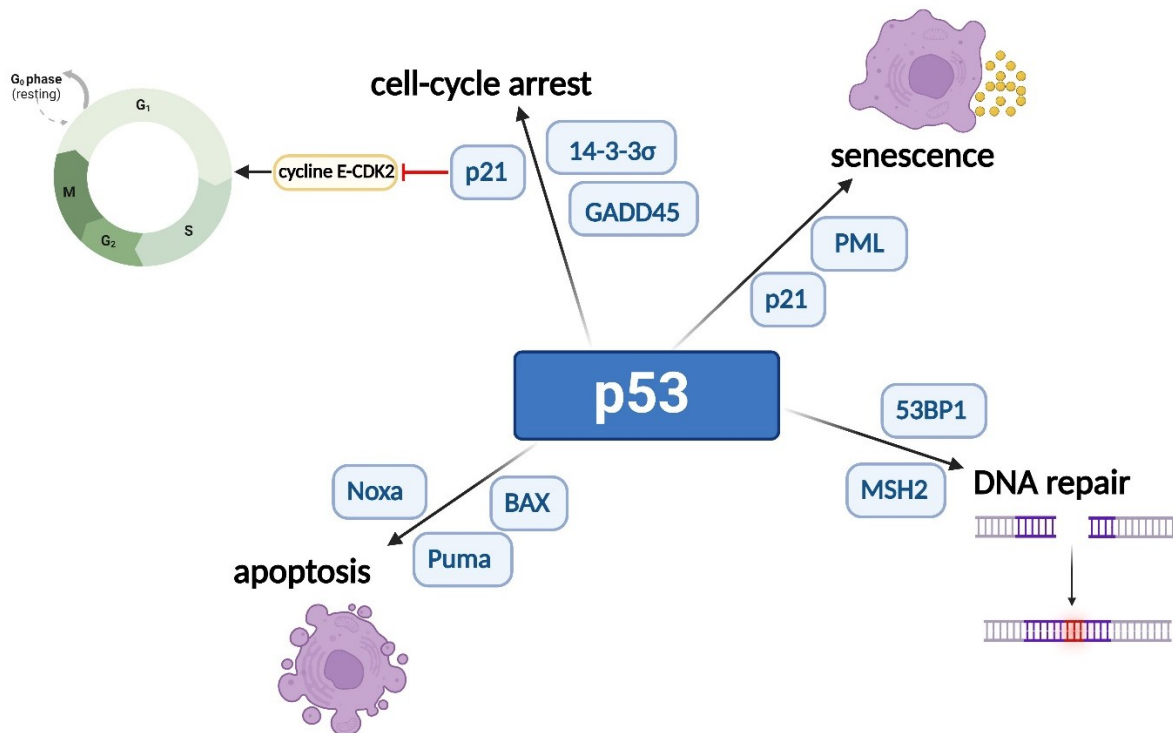 cell-cycle arrest
G₀ phase
(resting)
G₁
M
G₂
S
cycline E-CDK2
p21
14-3-3σ
GADD45
senescence
PML
p21
p53
53BP1
MSH2
DNA repair
Noxa
BAX
Puma
apoptosis